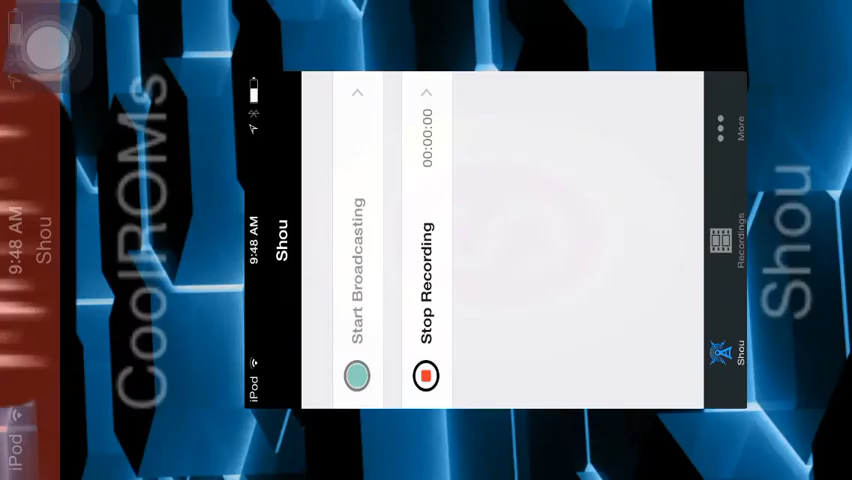 iPod 9:48 AM
Shou
CoolROMs
iPod 9:48 AM
Shou
Start Broadcasting
Stop Recording 00:00:00
Shou Recordings More
Shou